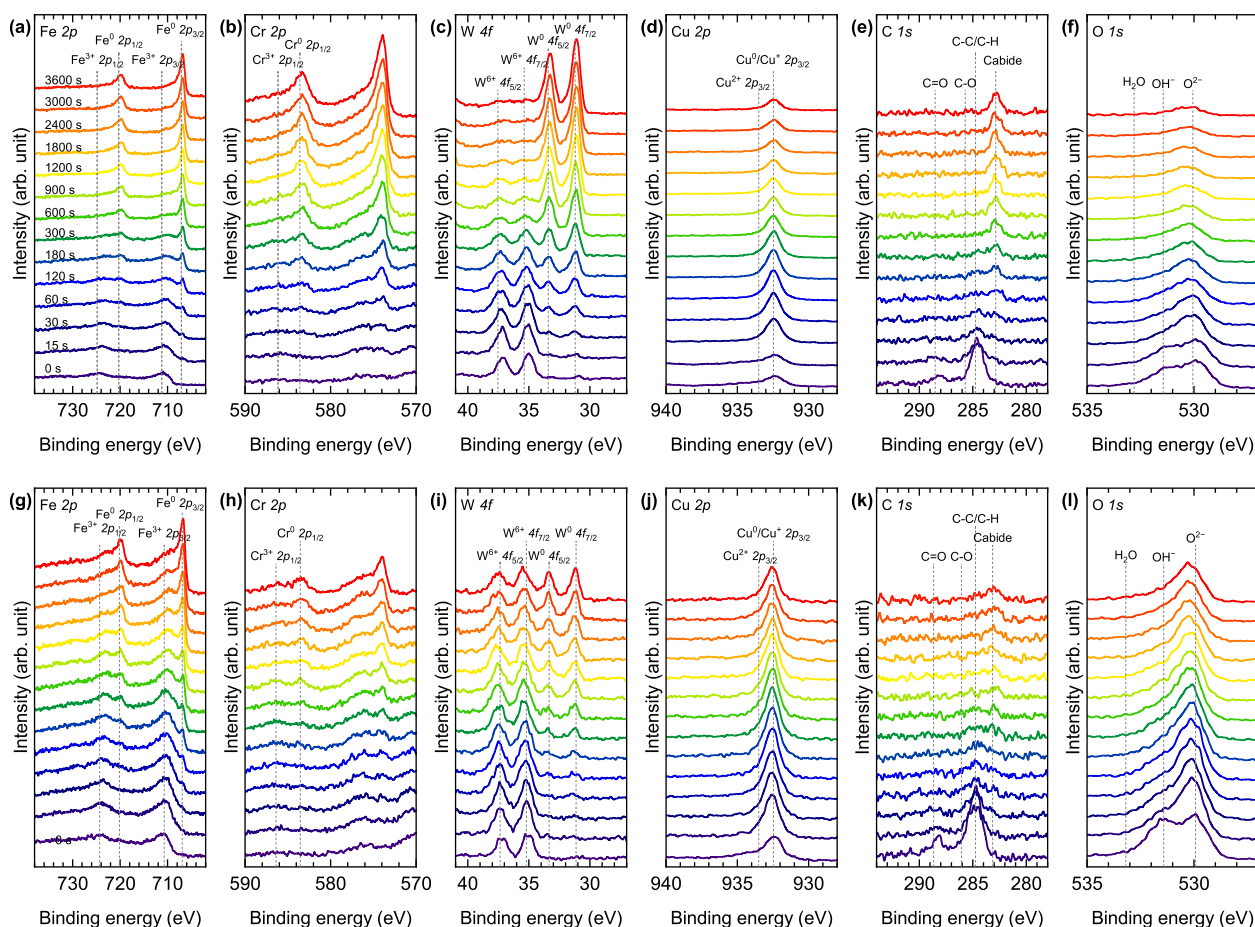 (a) Fe 2p
Fe⁰ 2p₃/₂
Fe⁰ 2p₁/₂
Fe³⁺ 2p₁/₂ Fe³⁺ 2p₃/₂
3600 s
3000 s
2400 s
1800 s
1200 s
900 s
600 s
300 s
180 s
120 s
60 s
30 s
15 s
0 s
Intensity (arb. unit)
730 720 710
Binding energy (eV)
(b) Cr 2p
Cr⁰ 2p₁/₂
Cr³⁺ 2p₁/₂
Intensity (arb. unit)
590 580 570
Binding energy (eV)
(c) W 4f
W⁰ 4f₅/₂ W⁰ 4f₇/₂
W⁶⁺ 4f₇/₂
W⁶⁺ 4f₅/₂
Intensity (arb. unit)
40 35 30
Binding energy (eV)
(d) Cu 2p
Cu⁰/Cu⁺ 2p₃/₂
Cu²⁺ 2p₃/₂
Intensity (arb. unit)
940 935 930
Binding energy (eV)
(e) C 1s
C-C/C-H
Cabide
C=O C-O
Intensity (arb. unit)
290 285 280
Binding energy (eV)
(f) O 1s
H₂O OH⁻ O²⁻
Intensity (arb. unit)
535 530
Binding energy (eV)
(g) Fe 2p
Fe⁰ 2p₃/₂
Fe⁰ 2p₁/₂
Fe³⁺ 2p₁/₂ Fe³⁺ 2p₃/₂
0 s
Intensity (arb. unit)
730 720 710
Binding energy (eV)
(h) Cr 2p
Cr⁰ 2p₁/₂
Cr³⁺ 2p₁/₂
Intensity (arb. unit)
590 580 570
Binding energy (eV)
(i) W 4f
W⁶⁺ 4f₇/₂ W⁰ 4f₇/₂
W⁶⁺ 4f₅/₂ W⁰ 4f₅/₂
Intensity (arb. unit)
40 35 30
Binding energy (eV)
(j) Cu 2p
Cu⁰/Cu⁺ 2p₃/₂
Cu²⁺ 2p₃/₂
Intensity (arb. unit)
940 935 930
Binding energy (eV)
(k) C 1s
C-C/C-H
Cabide
C=O C-O
Intensity (arb. unit)
290 285 280
Binding energy (eV)
(l) O 1s
O²⁻
H₂O OH⁻
Intensity (arb. unit)
535 530
Binding energy (eV)